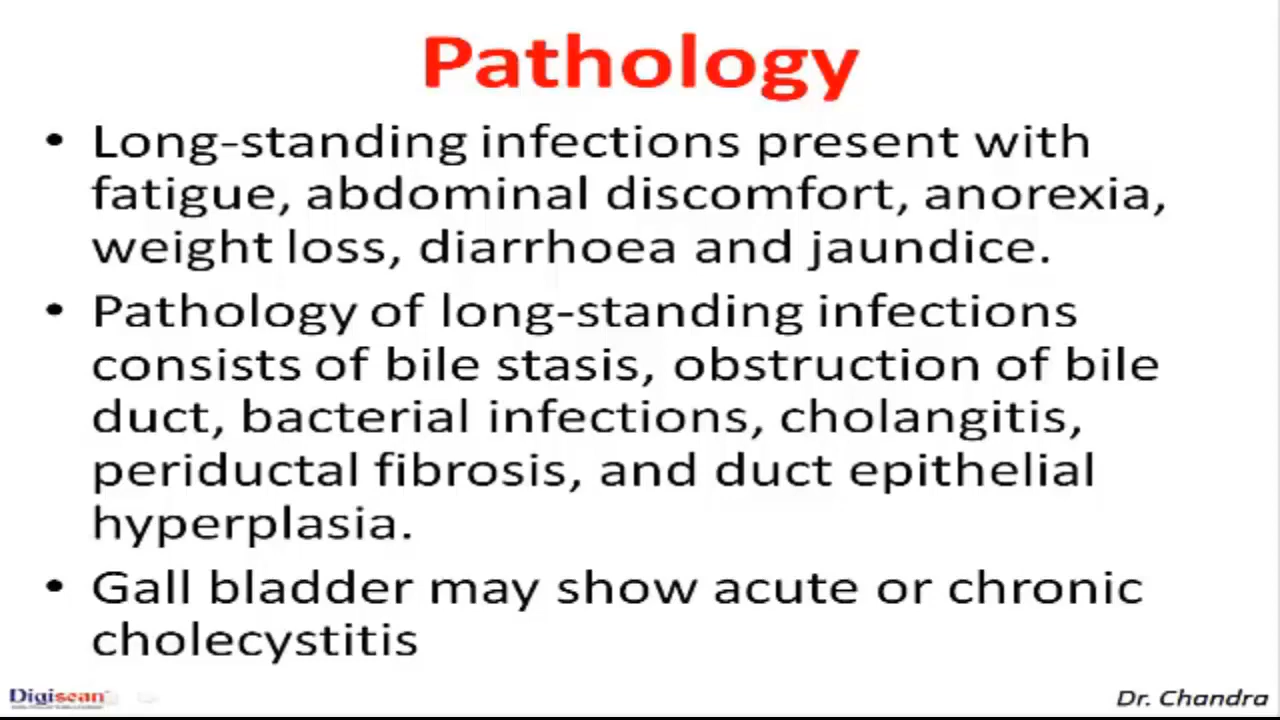 Pathology
• Long-standing infections present with
fatigue, abdominal discomfort, anorexia,
weight loss, diarrhoea and jaundice.
• Pathology of long-standing infections
consists of bile stasis, obstruction of bile
duct, bacterial infections, cholangitis,
periductal fibrosis, and duct epithelial
hyperplasia.
• Gall bladder may show acute or chronic
cholecystitis
Digiscan
Dr. Chandra